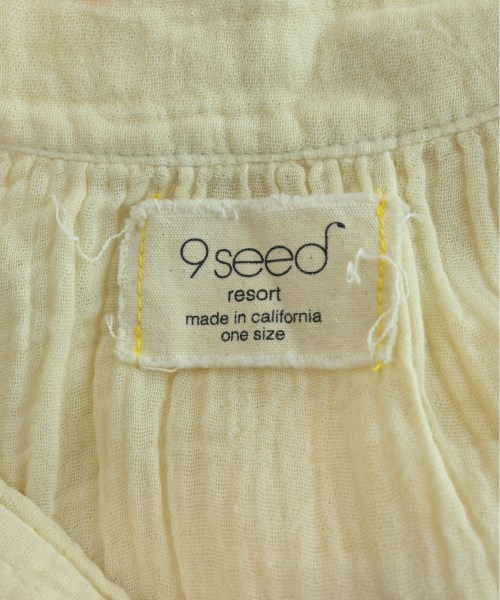 9seed
resort
made in california
one size